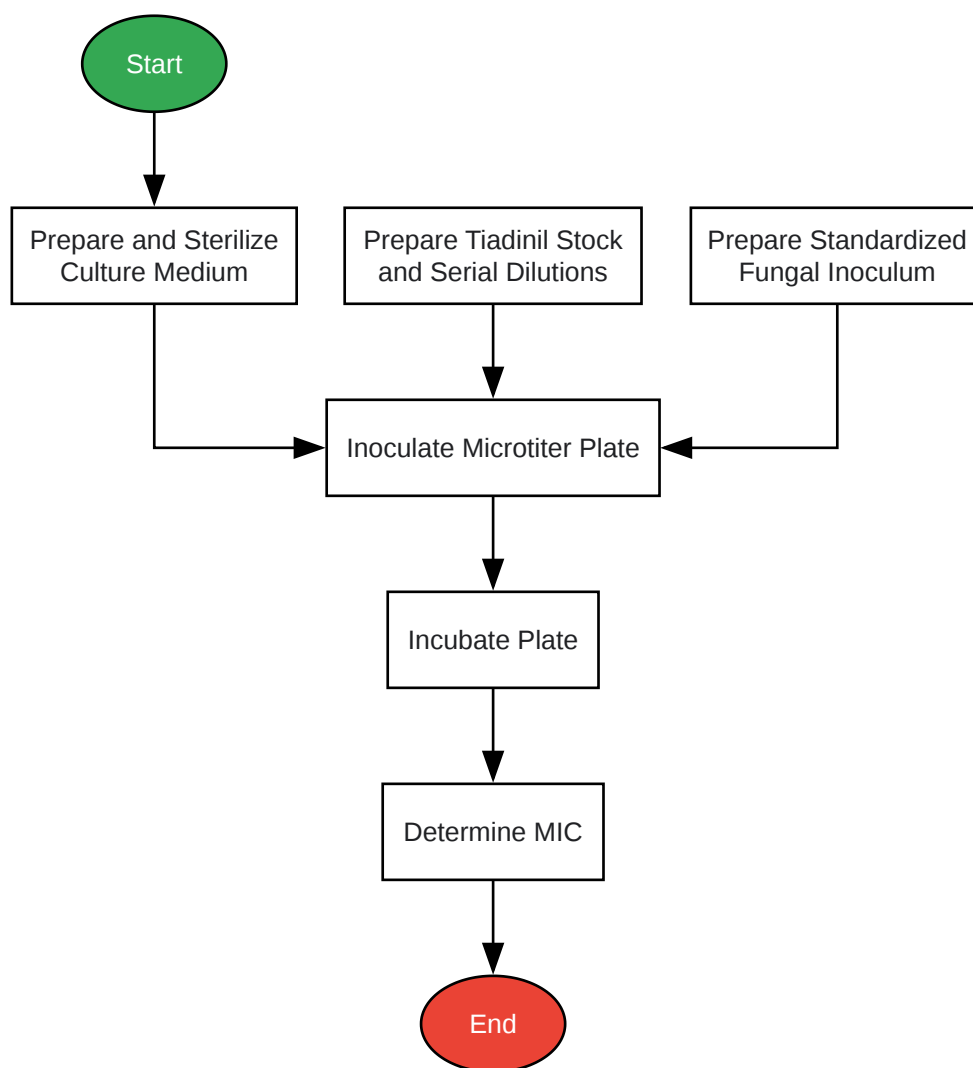 Start
Prepare and Sterilize
Culture Medium
Prepare Tiadinil Stock
and Serial Dilutions
Prepare Standardized
Fungal Inoculum
Inoculate Microtiter Plate
Incubate Plate
Determine MIC
End